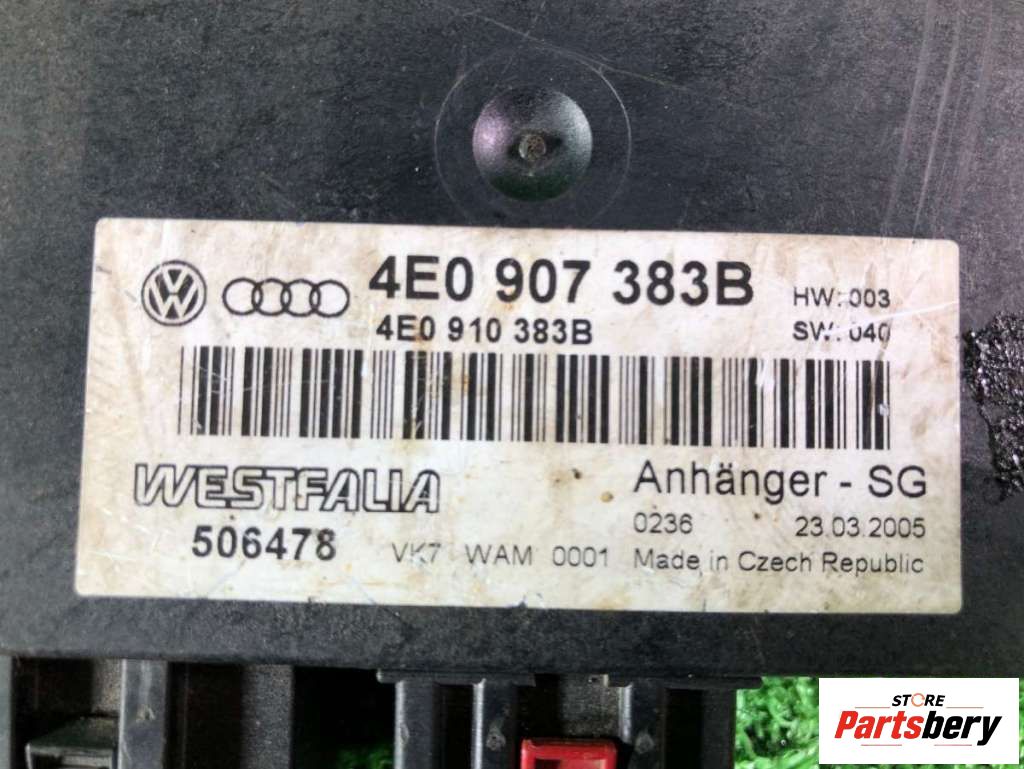 4E0 907 383B HW: 003
4E0 910 383B SW: 040
WESTFALIA
506478 VK7 WAM 0001
Anhänger - SG
0236 23.03.2005
Made in Czech Republic
STORE
Partsbery